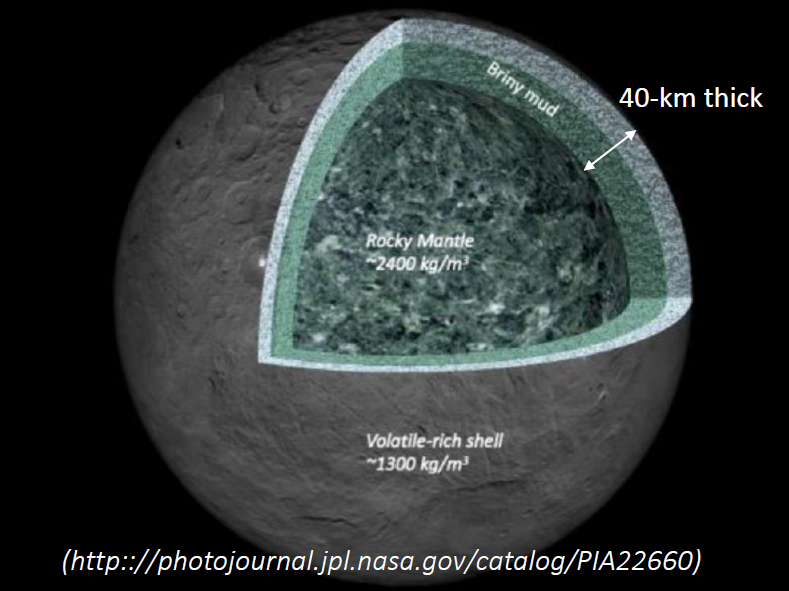 Briny mud
40-km thick
Rocky Mantle
~2400 kg/m³
Volatile-rich shell
~1300 kg/m³
(http:://photojournal.jpl.nasa.gov/catalog/PIA22660)